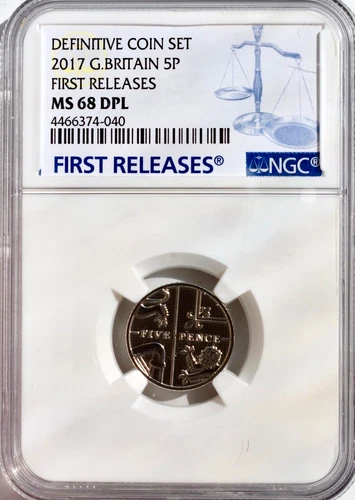 DEFINITIVE COIN SET
2017 G.BRITAIN 5P
FIRST RELEASES
MS 68 DPL
4466374-040
FIRST RELEASES®
NGC®
FIVE PENCE